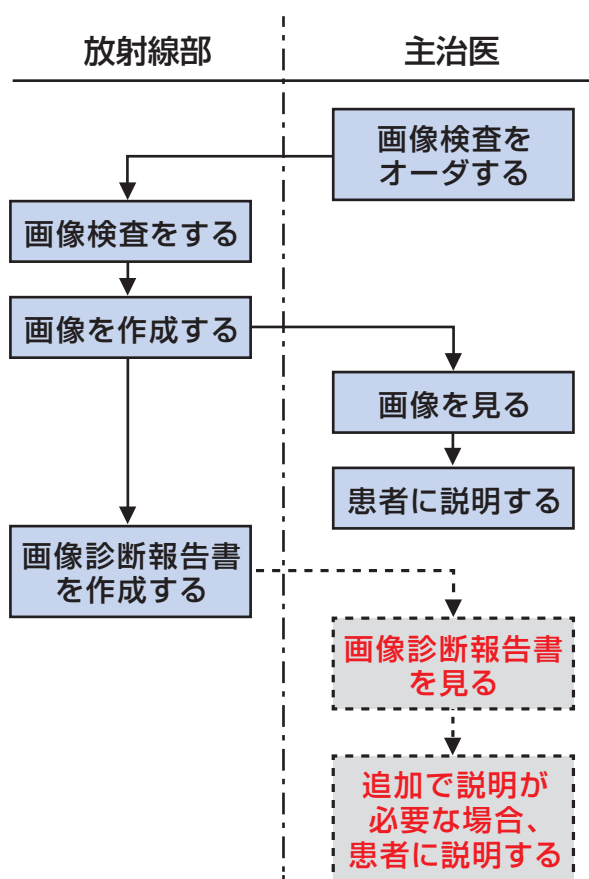 放射線部
主治医
画像検査を
オーダする
画像検査をする
画像を作成する
画像を見る
患者に説明する
画像診断報告書
を作成する
画像診断報告書
を見る
追加で説明が
必要な場合、
患者に説明する